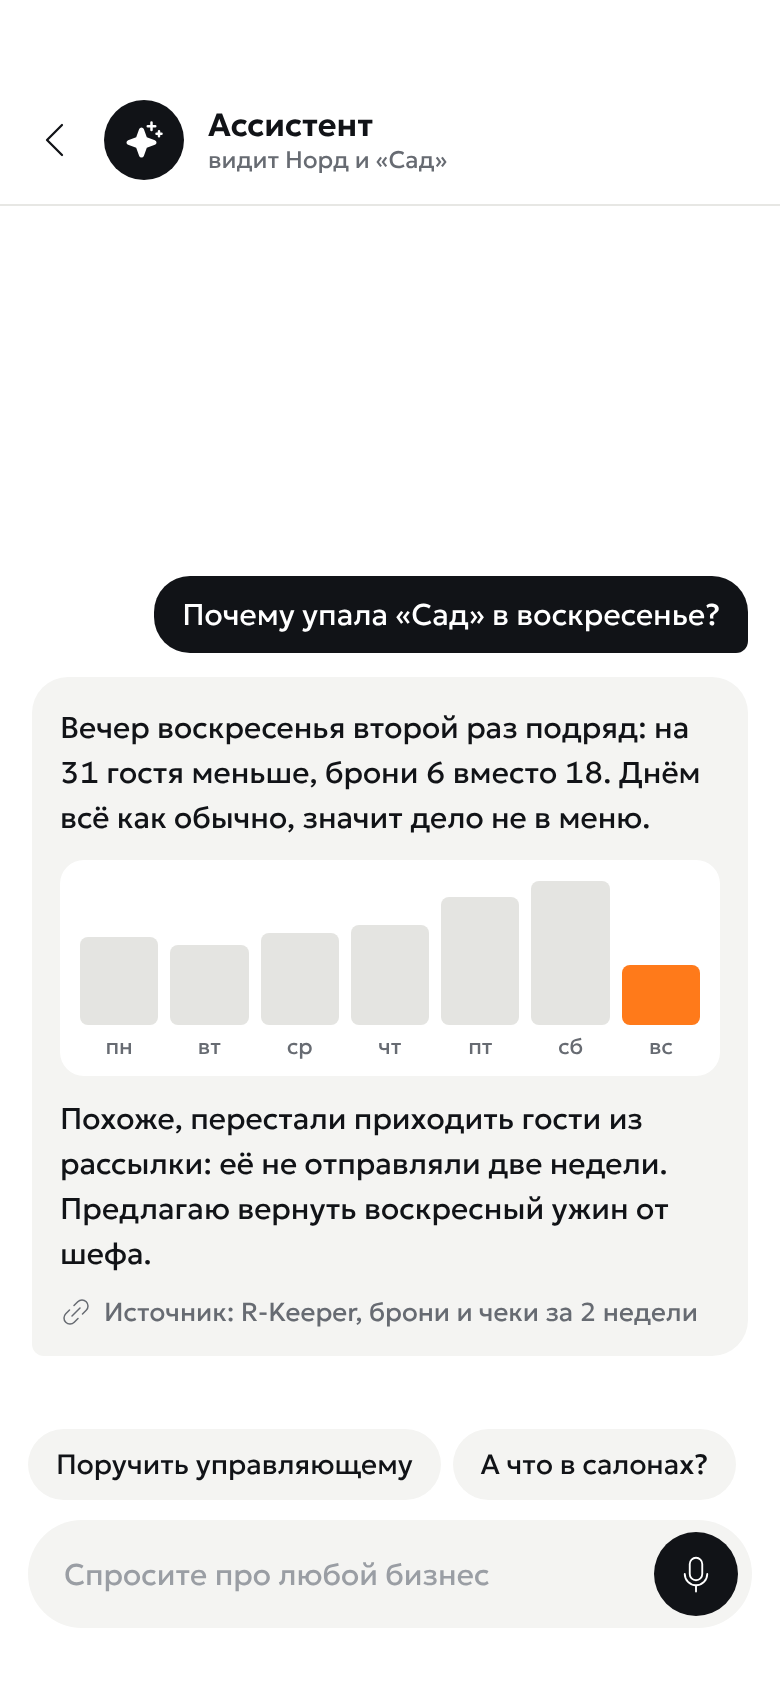 Ассистент
видит Норд и «Сад»
Почему упала «Сад» в воскресенье?
Вечер воскресенья второй раз подряд: на
31 гостя меньше, брони 6 вместо 18. Днём
всё как обычно, значит дело не в меню.
пн вт ср чт пт сб вс
Похоже, перестали приходить гости из
рассылки: её не отправляли две недели.
Предлагаю вернуть воскресный ужин от
шефа.
Источник: R-Keeper, брони и чеки за 2 недели
Поручить управляющему А что в салонах?
Спросите про любой бизнес